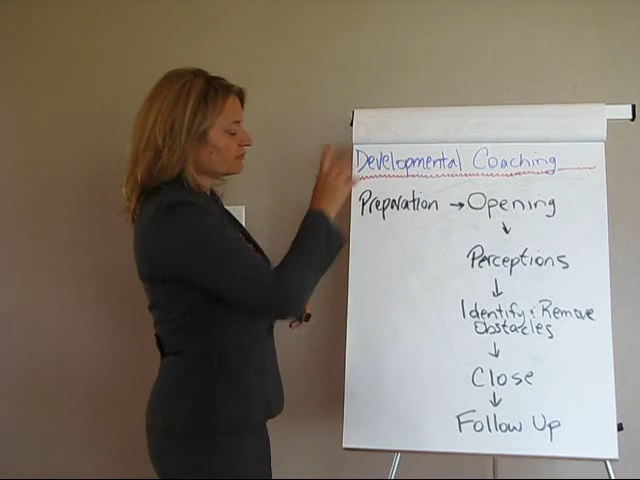 Developmental Coaching
Preparation → Opening
↓
Perceptions
↓
Identify & Remove
Obstacles
↓
Close
↓
Follow Up